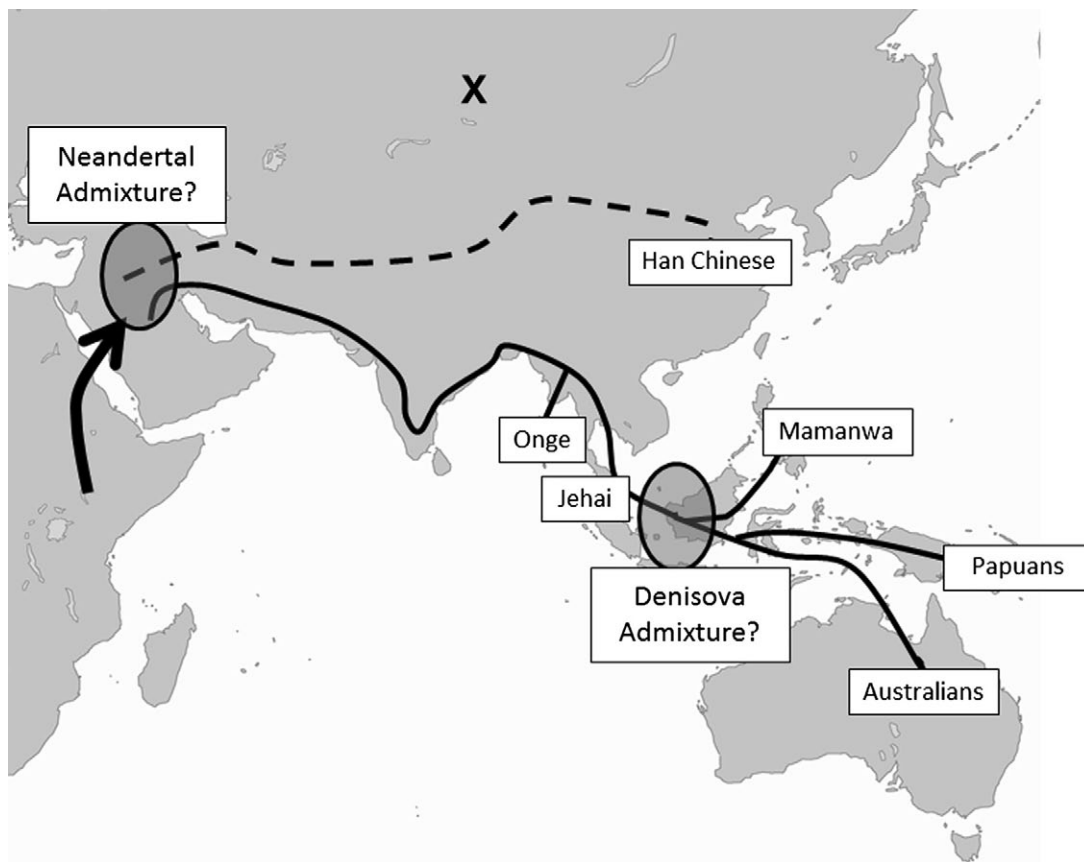 X
Neandertal
Admixture?
Han Chinese
Onge
Mamanwa
Jehai
Papuans
Denisova
Admixture?
Australians